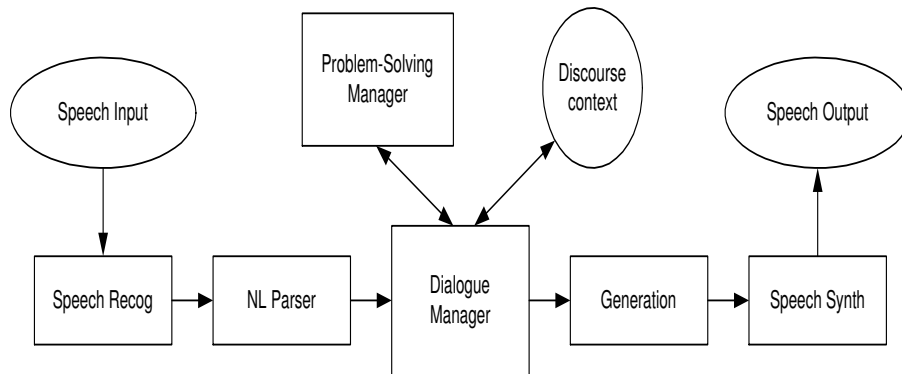 Problem-Solving
Manager
Discourse
context
Speech Input
Speech Output
Speech Recog
NL Parser
Dialogue
Manager
Generation
Speech Synth